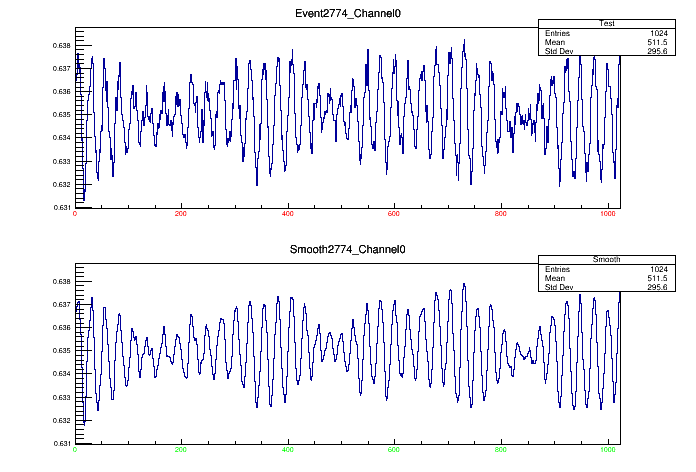 Event2774_Channel0
Test
Entries 1024
Mean 511.5
Std Dev 295.6
0.638
0.637
0.636
0.635
0.634
0.633
0.632
0.631
0 200 400 600 800 1000
Smooth2774_Channel0
Smooth
Entries 1024
Mean 511.5
Std Dev 295.6
0.638
0.637
0.636
0.635
0.634
0.633
0.632
0.631
0 200 400 600 800 1000